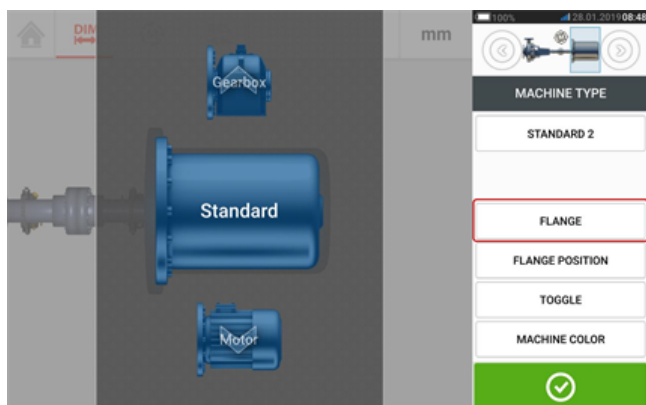 DIM
mm
100%
28.01.2019 08:48
Gearbox
Standard
Motor
MACHINE TYPE
STANDARD 2
FLANGE
FLANGE POSITION
TOGGLE
MACHINE COLOR